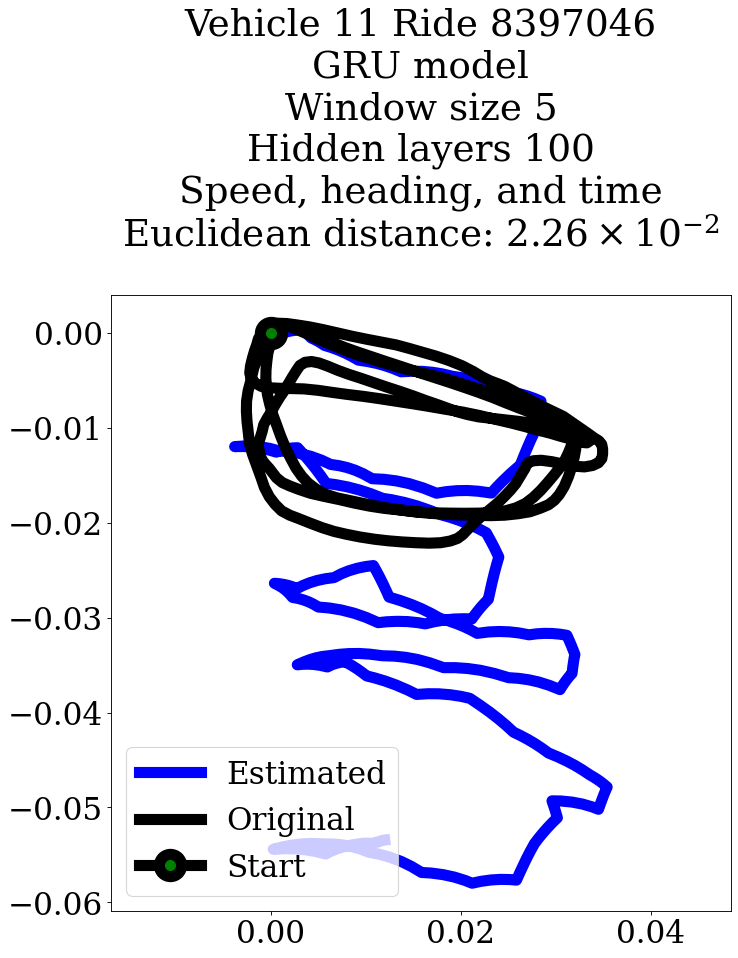 Vehicle 11 Ride 8397046
GRU model
Window size 5
Hidden layers 100
Speed, heading, and time
Euclidean distance: 2.26 × 10⁻²
0.00
−0.01
−0.02
−0.03
−0.04
−0.05
−0.06
Estimated
Original
Start
0.00 0.02 0.04